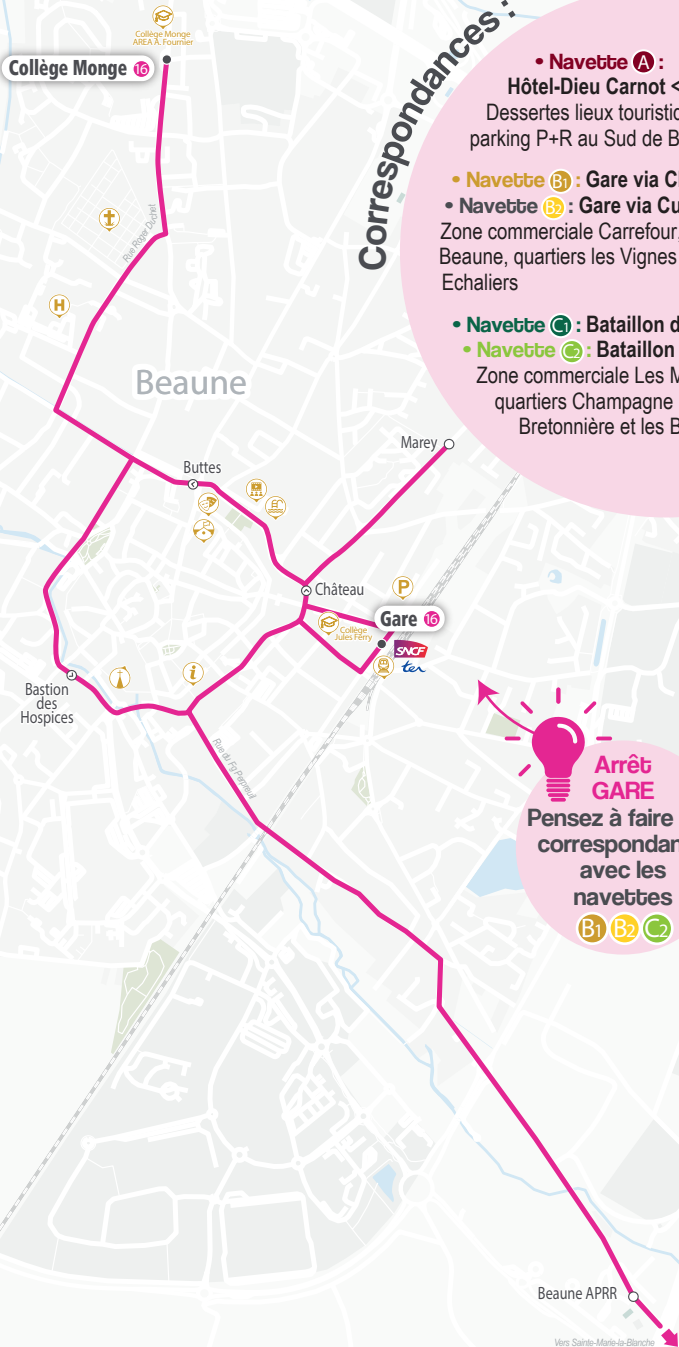 Collège Monge
AREA A. Fournier
Collège Monge 16
Rue Roger Duchet
H
Beaune
Buttes
Marey
Château
P
Gare 16
Collège
Jules Ferry
SNCF
ter
i
Bastion
des
Hospices
Rue du Fg Perpreuil
Beaune APRR
Vers Sainte-Marie-la-Blanche
Correspondances :
• Navette A :
Hôtel-Dieu Carnot <
Dessertes lieux touristic
parking P+R au Sud de B
• Navette B1 : Gare via C
• Navette B2 : Gare via Cu
Zone commerciale Carrefour,
Beaune, quartiers les Vignes
Echaliers
• Navette C1 : Bataillon d
• Navette C2 : Bataillon
Zone commerciale Les M
quartiers Champagne
Bretonnière et les B
Arrêt
GARE
Pensez à faire
correspondan
avec les
navettes
B1 B2 C2